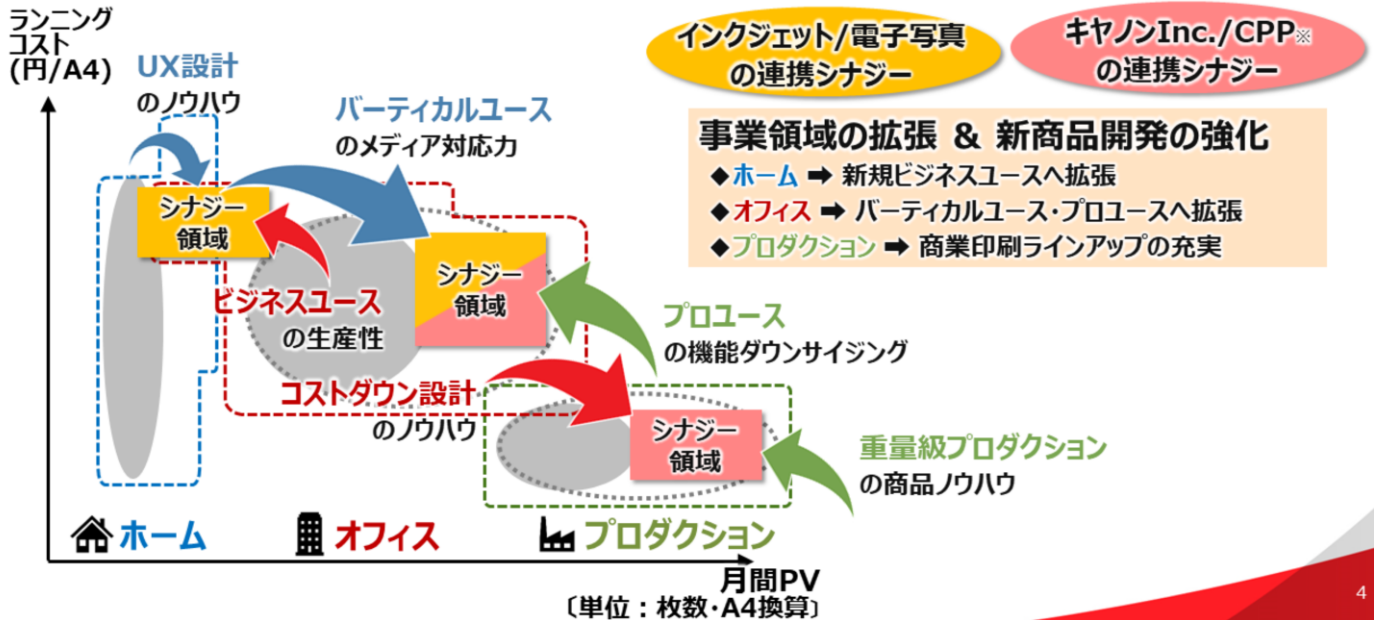 ランニング
コスト
(円/A4)
UX設計
のノウハウ
バーティカルユース
のメディア対応力
インクジェット/電子写真
の連携シナジー
キヤノンInc./CPP※
の連携シナジー
事業領域の拡張 & 新商品開発の強化
◆ホーム ➡ 新規ビジネスユースへ拡張
◆オフィス ➡ バーティカルユース・プロユースへ拡張
◆プロダクション ➡ 商業印刷ラインアップの充実
シナジー
領域
シナジー
領域
ビジネスユース
の生産性
プロユース
の機能ダウンサイジング
コストダウン設計
のノウハウ
シナジー
領域
重量級プロダクション
の商品ノウハウ
ホーム
オフィス
プロダクション
月間PV
〔単位：枚数・A4換算〕
4